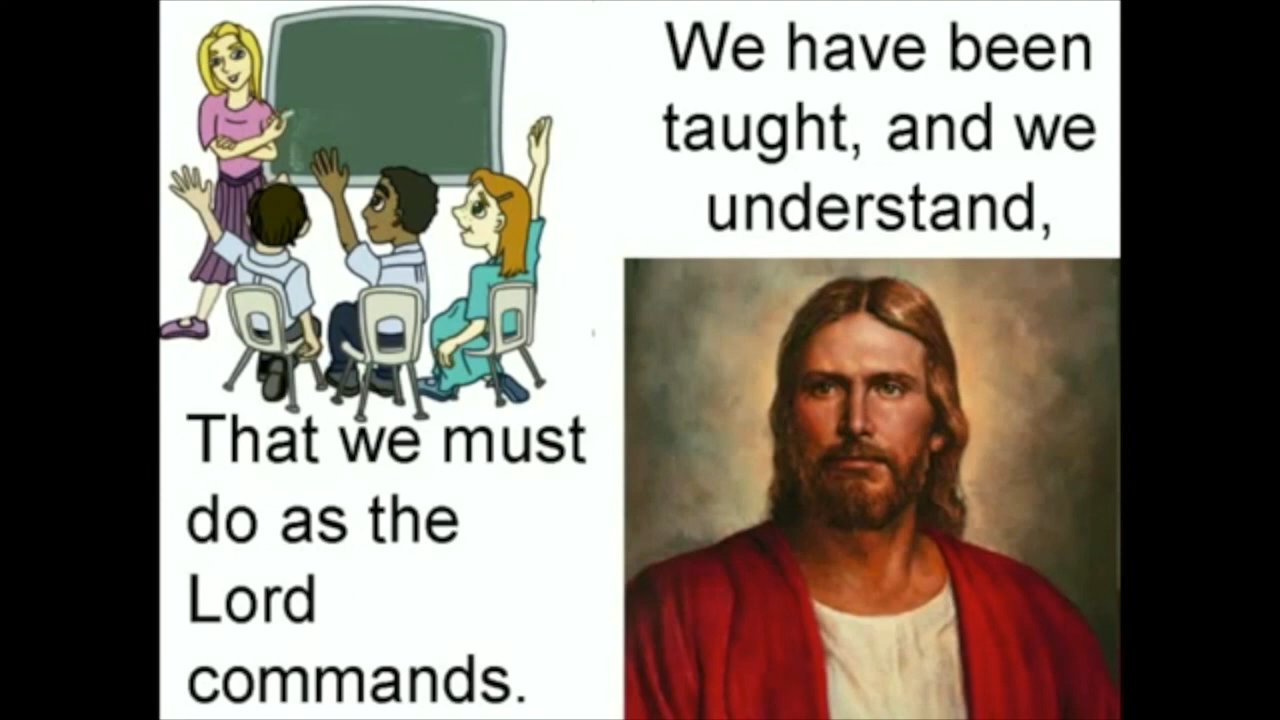 We have been
taught, and we
understand,
That we must
do as the
Lord
commands.